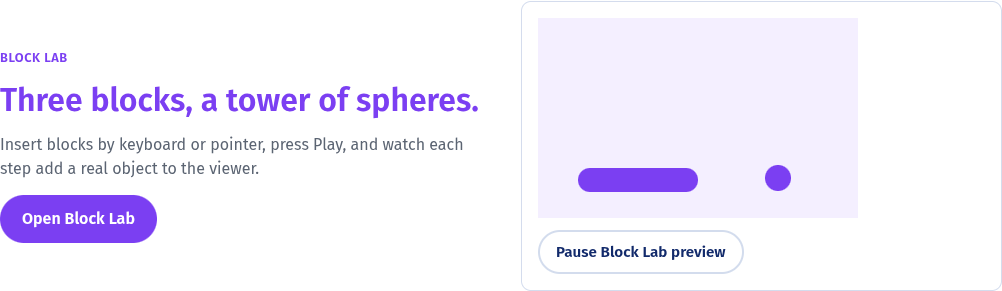 BLOCK LAB
Three blocks, a tower of spheres.
Insert blocks by keyboard or pointer, press Play, and watch each
step add a real object to the viewer.
Open Block Lab
Pause Block Lab preview